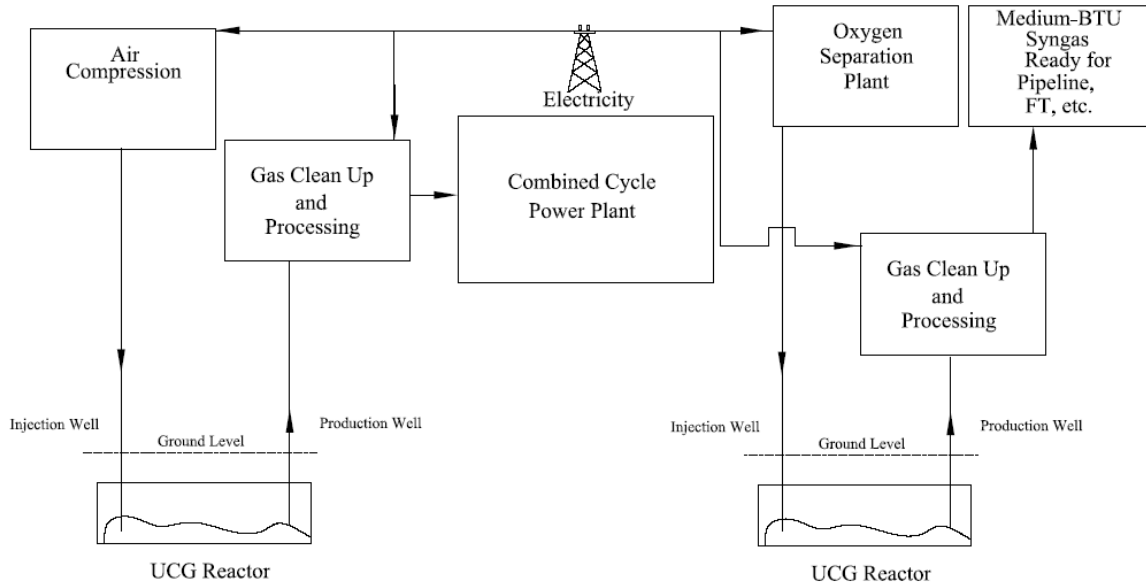 Air
Compression
Electricity
Oxygen
Separation
Plant
Medium-BTU
Syngas
Ready for
Pipeline,
FT, etc.
Gas Clean Up
and
Processing
Combined Cycle
Power Plant
Gas Clean Up
and
Processing
Injection Well
Production Well
Ground Level
UCG Reactor
Injection Well
Production Well
Ground Level
UCG Reactor